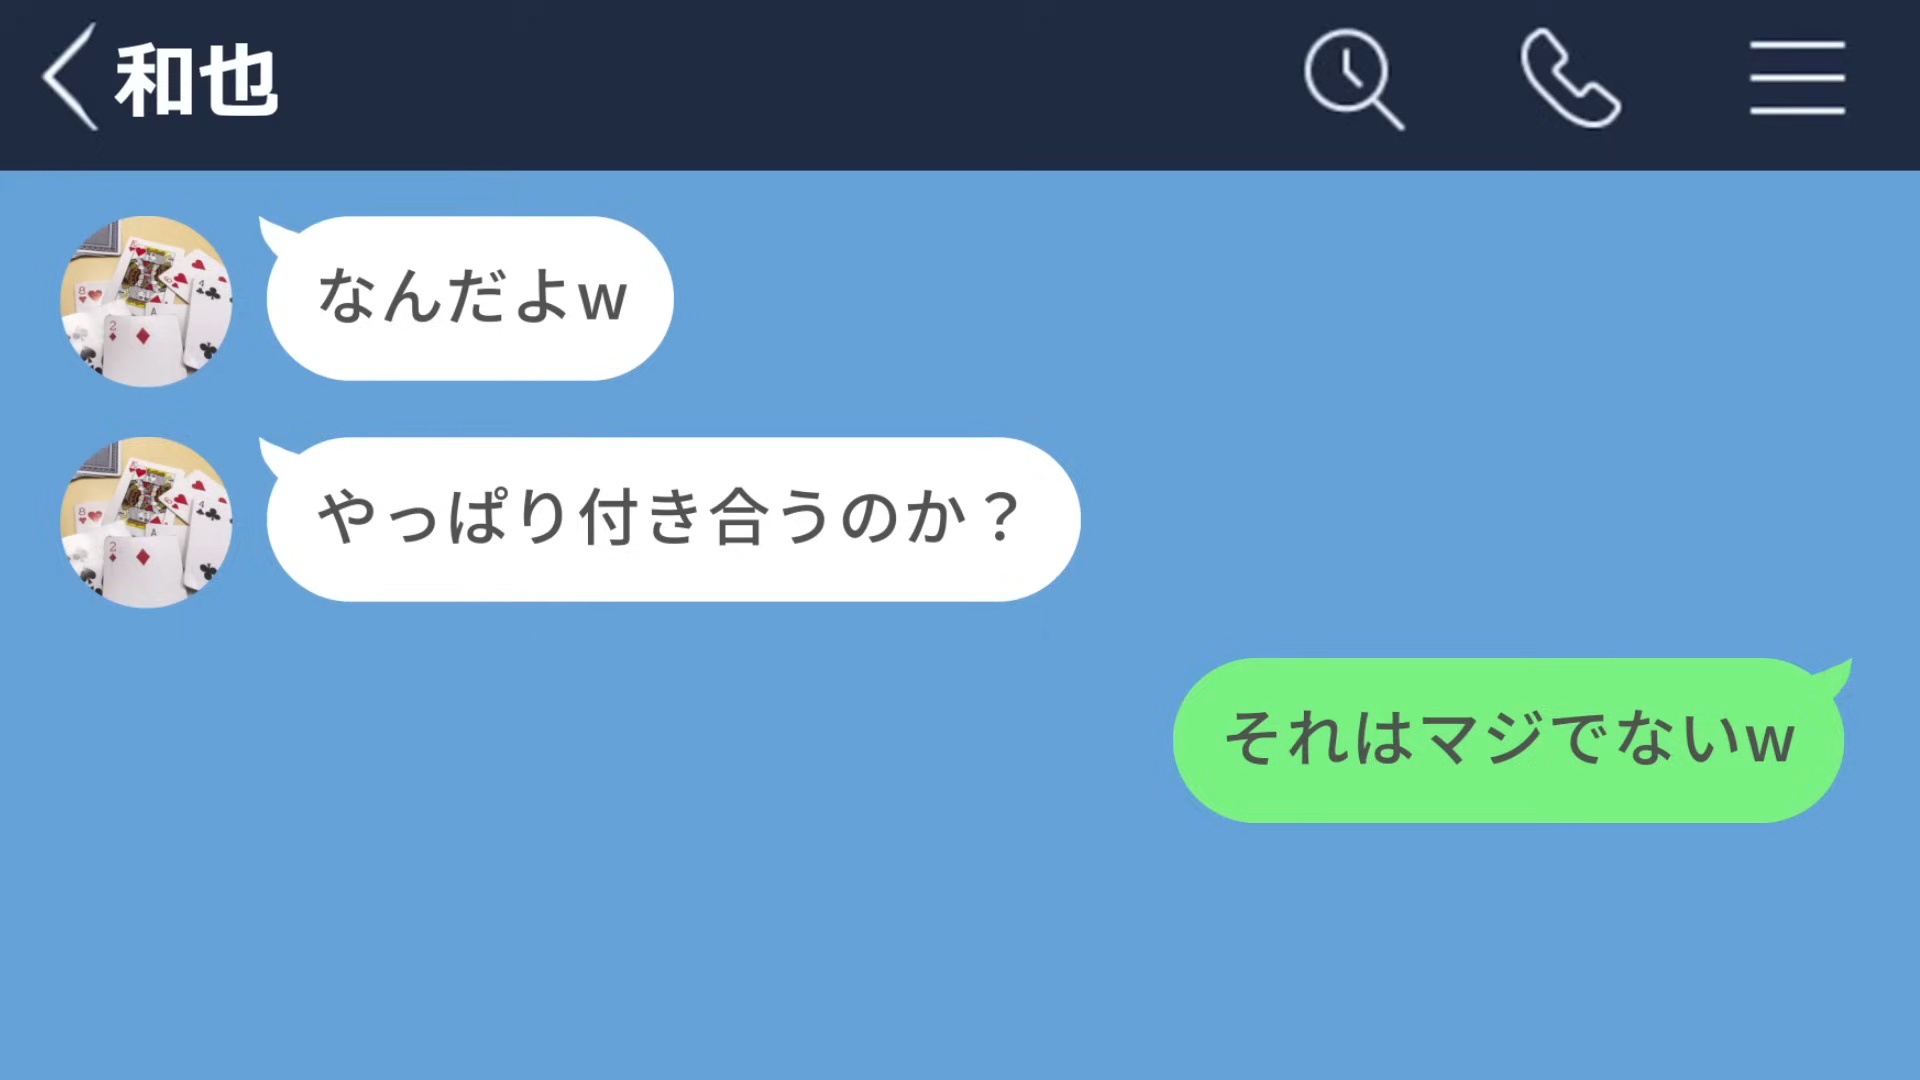 和也
なんだよw
やっぱり付き合うのか？
それはマジでないw